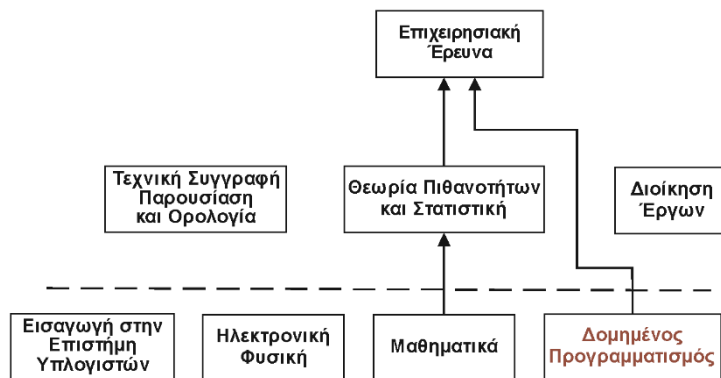 Επιχειρησιακή
Έρευνα
Τεχνική Συγγραφή
Παρουσίαση
και Ορολογία
Θεωρία Πιθανοτήτων
και Στατιστική
Διοίκηση
Έργων
Εισαγωγή στην
Επιστήμη
Υπλογιστών
Ηλεκτρονική
Φυσική
Μαθηματικά
Δομημένος
Προγραμματισμός